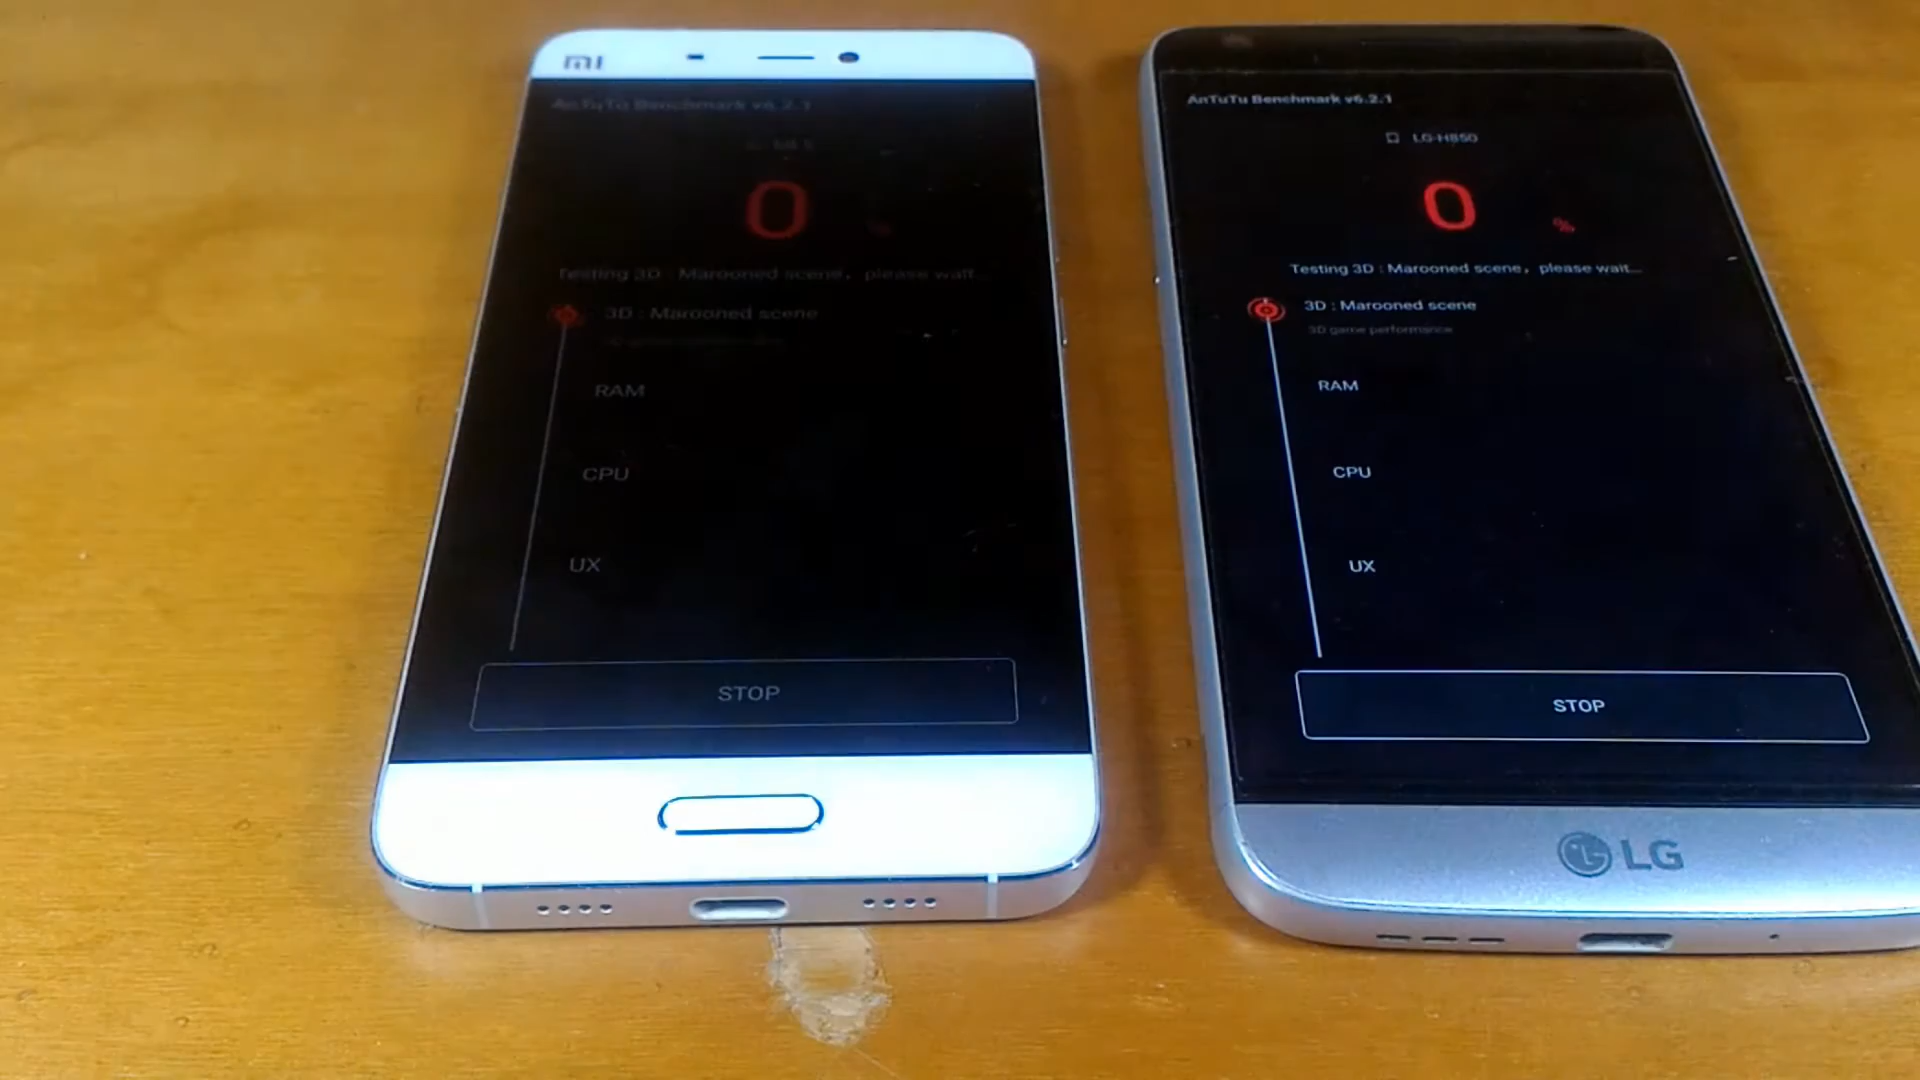 MI
AnTuTu Benchmark v6.2.1
MI 5
0 %
Testing 3D : Marooned scene, please wait...
3D : Marooned scene
RAM
CPU
UX
STOP
AnTuTu Benchmark v6.2.1
LG-H850
0 %
Testing 3D : Marooned scene, please wait...
3D : Marooned scene
3D game performance
RAM
CPU
UX
STOP
LG